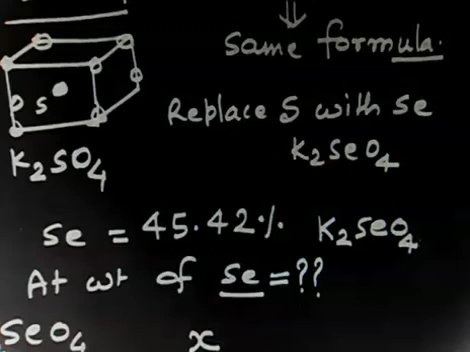 Same formula.
S
Replace S with Se
K₂SO₄
K₂SeO₄
Se = 45.42% K₂SeO₄
At wt of Se = ??
SeO₄ x